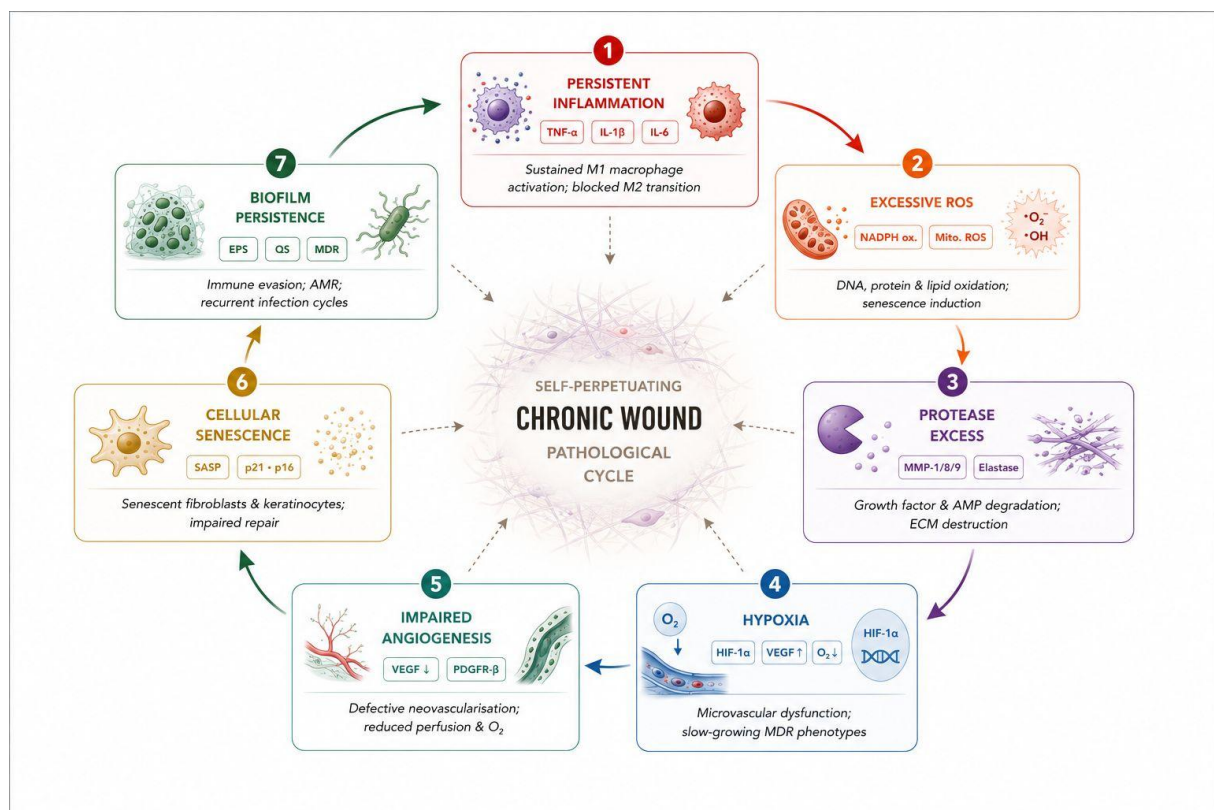 1
PERSISTENT
INFLAMMATION
TNF-α IL-1β IL-6
Sustained M1 macrophage
activation; blocked M2 transition
2
EXCESSIVE ROS
NADPH ox. Mito. ROS
•O₂⁻
•OH
DNA, protein & lipid oxidation;
senescence induction
3
PROTEASE
EXCESS
MMP-1/8/9 Elastase
Growth factor & AMP degradation;
ECM destruction
4
HYPOXIA
O₂
HIF-1α VEGF ↑ O₂ ↓
HIF-1α
Microvascular dysfunction;
slow-growing MDR phenotypes
5
IMPAIRED
ANGIOGENESIS
VEGF ↓ PDGFR-β
Defective neovascularisation;
reduced perfusion & O₂
6
CELLULAR
SENESCENCE
SASP p21 • p16
Senescent fibroblasts & keratinocytes;
impaired repair
7
BIOFILM
PERSISTENCE
EPS QS MDR
Immune evasion; AMR;
recurrent infection cycles
SELF-PERPETUATING
CHRONIC WOUND
PATHOLOGICAL
CYCLE